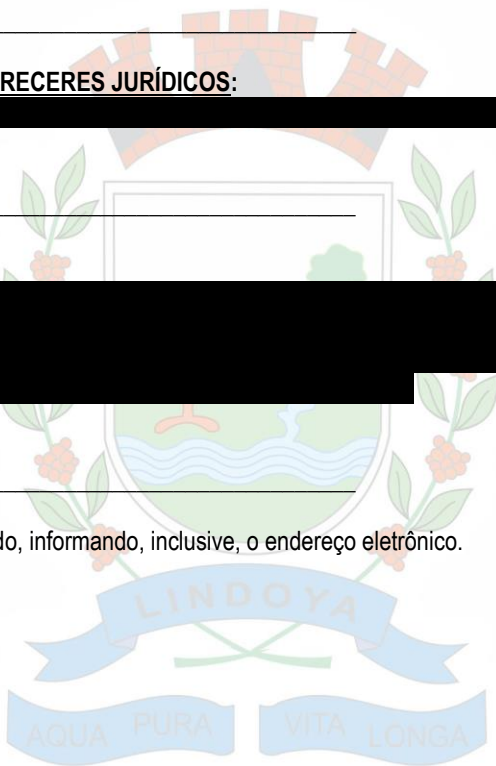 RECERES JURÍDICOS:
do, informando, inclusive, o endereço eletrônico.
LINDOYA
AQUA PURA VITA LONGA